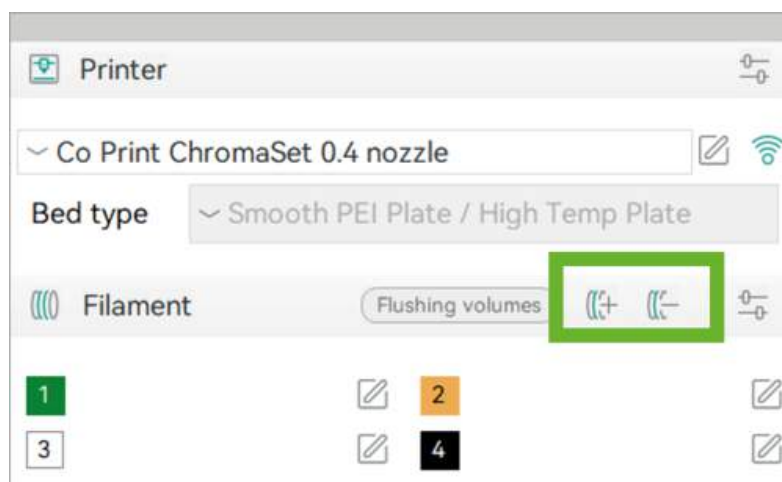 Printer
Co Print ChromaSet 0.4 nozzle
Bed type Smooth PEI Plate / High Temp Plate
Filament Flushing volumes
1 2
3 4